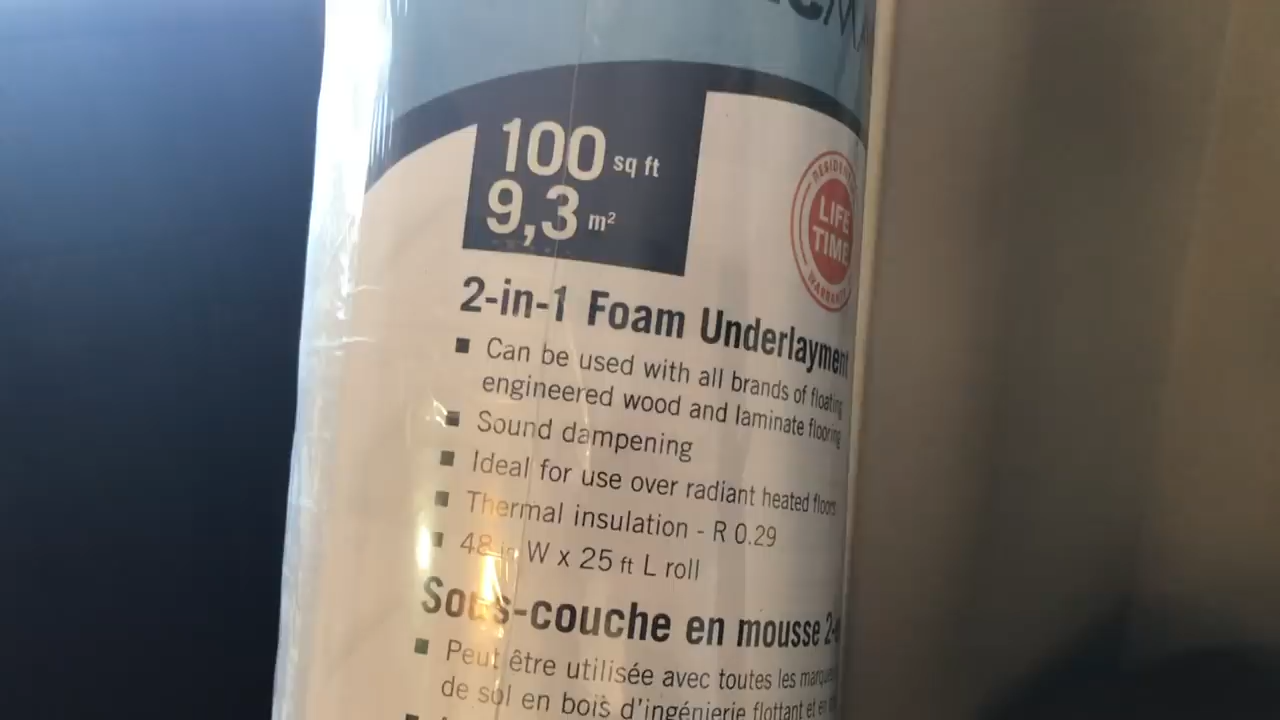 100 sq ft
9,3 m²
LIFE
TIME
2-in-1 Foam Underlayment
Can be used with all brands of floating
engineered wood and laminate flooring
Sound dampening
Ideal for use over radiant heated floors
Thermal insulation - R 0.29
48 in W x 25 ft L roll
Sous-couche en mousse
Peut être utilisée avec toutes les
de sol en bois d'ingénierie flottant et